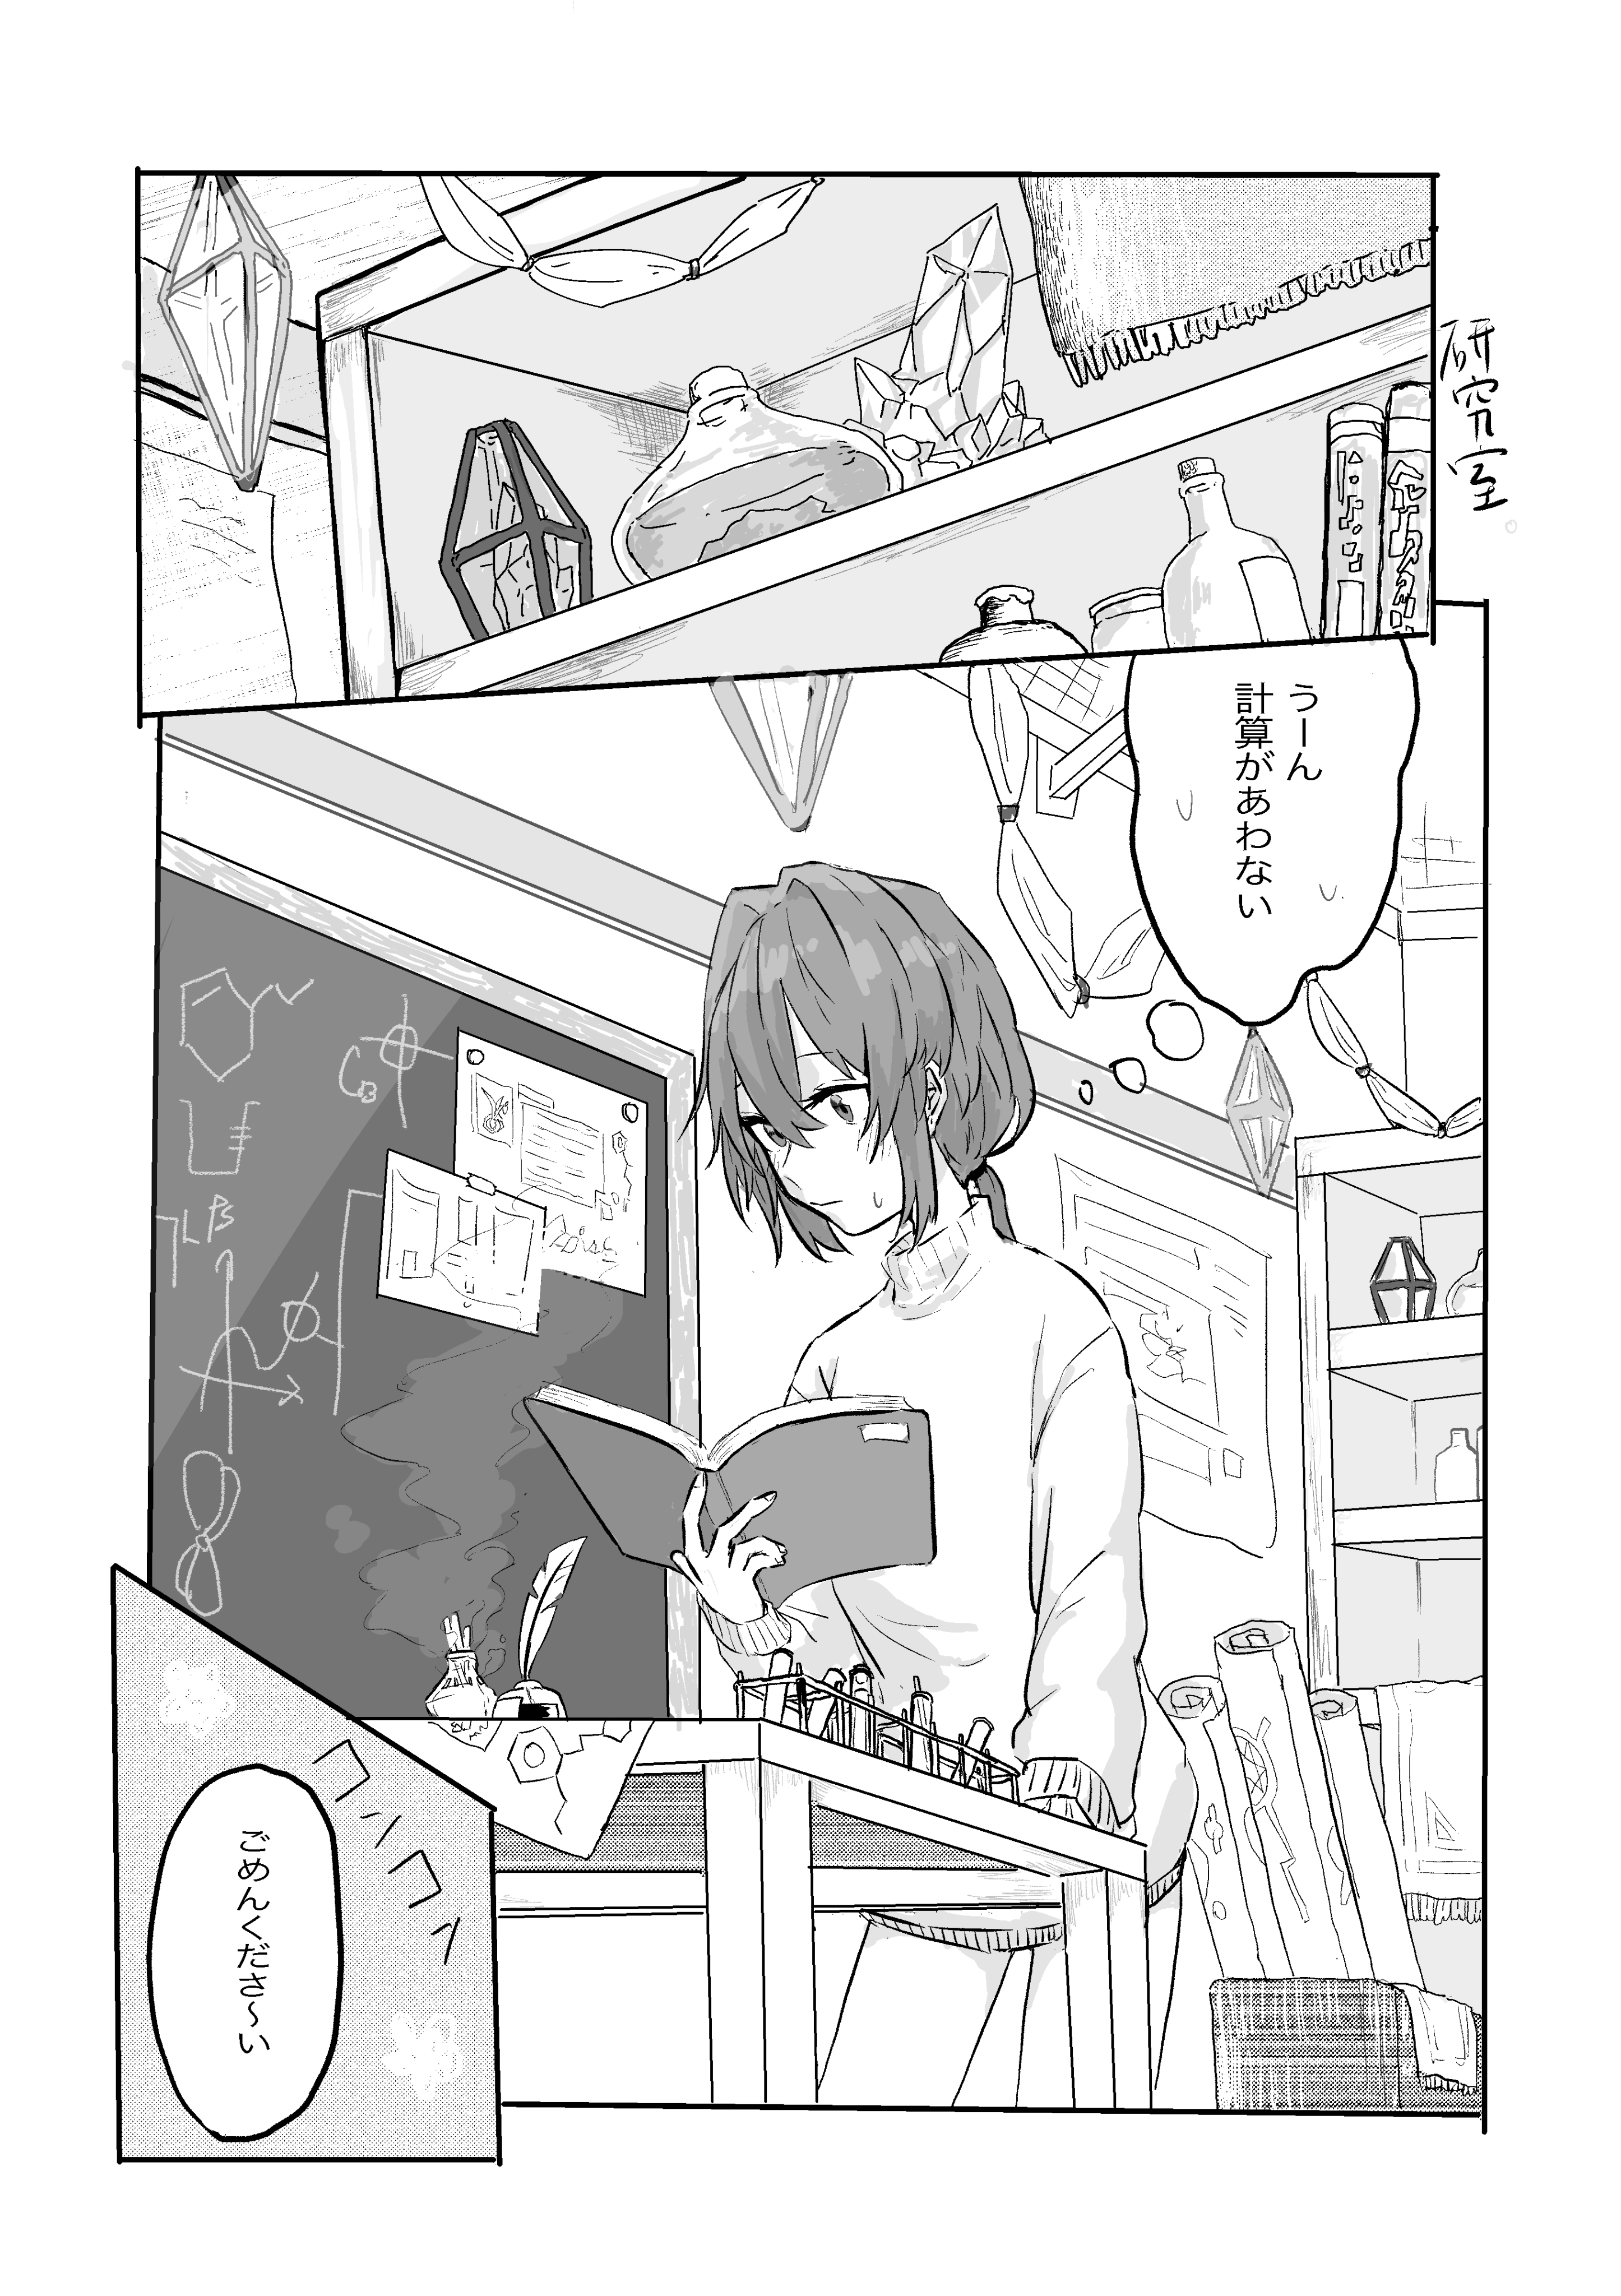 研究室
うーん
計算があわない
コンコン
ごめんくださ～い